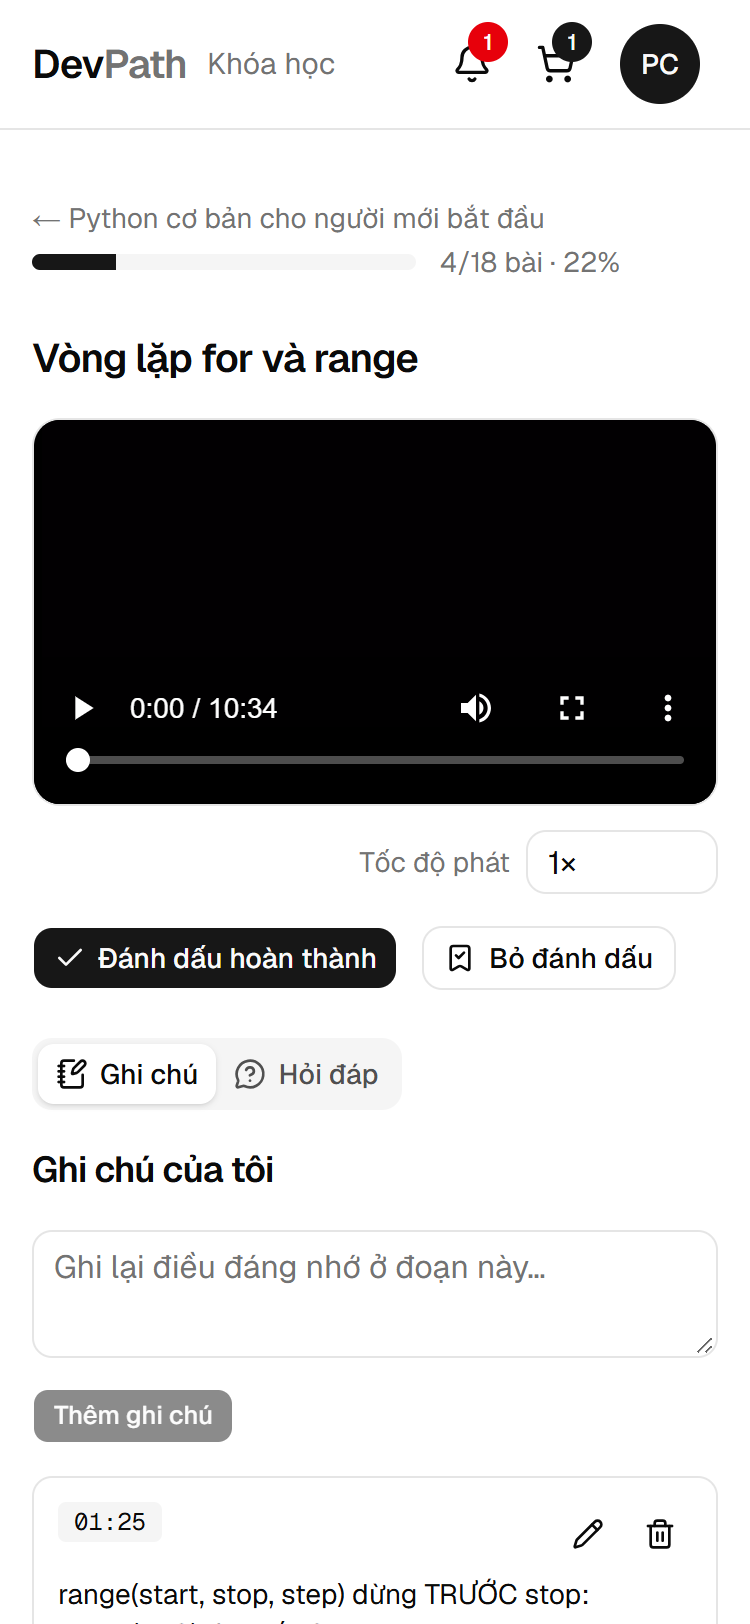 DevPath Khóa học 1 1 PC
← Python cơ bản cho người mới bắt đầu
4/18 bài · 22%
Vòng lặp for và range
0:00 / 10:34
Tốc độ phát 1×
Đánh dấu hoàn thành Bỏ đánh dấu
Ghi chú Hỏi đáp
Ghi chú của tôi
Ghi lại điều đáng nhớ ở đoạn này...
Thêm ghi chú
01:25
range(start, stop, step) dừng TRƯỚC stop: